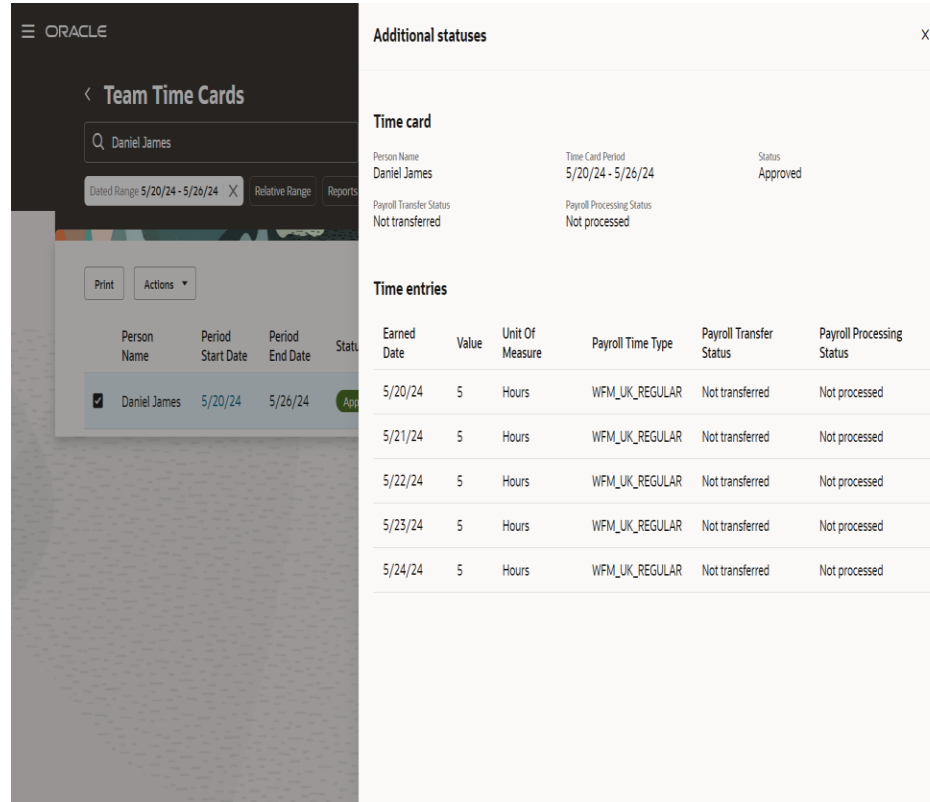 ORACLE
Team Time Cards
Daniel James
Dated Range 5/20/24 - 5/26/24 X Relative Range Reports
Print Actions
Person Name Period Start Date Period End Date
Daniel James 5/20/24 5/26/24
Additional statuses X
Time card
Person Name Time Card Period Status
Daniel James 5/20/24 - 5/26/24 Approved
Payroll Transfer Status Payroll Processing Status
Not transferred Not processed
Time entries
Earned Date Value Unit Of Measure Payroll Time Type Payroll Transfer Status Payroll Processing Status
5/20/24 5 Hours WFM_UK_REGULAR Not transferred Not processed
5/21/24 5 Hours WFM_UK_REGULAR Not transferred Not processed
5/22/24 5 Hours WFM_UK_REGULAR Not transferred Not processed
5/23/24 5 Hours WFM_UK_REGULAR Not transferred Not processed
5/24/24 5 Hours WFM_UK_REGULAR Not transferred Not processed